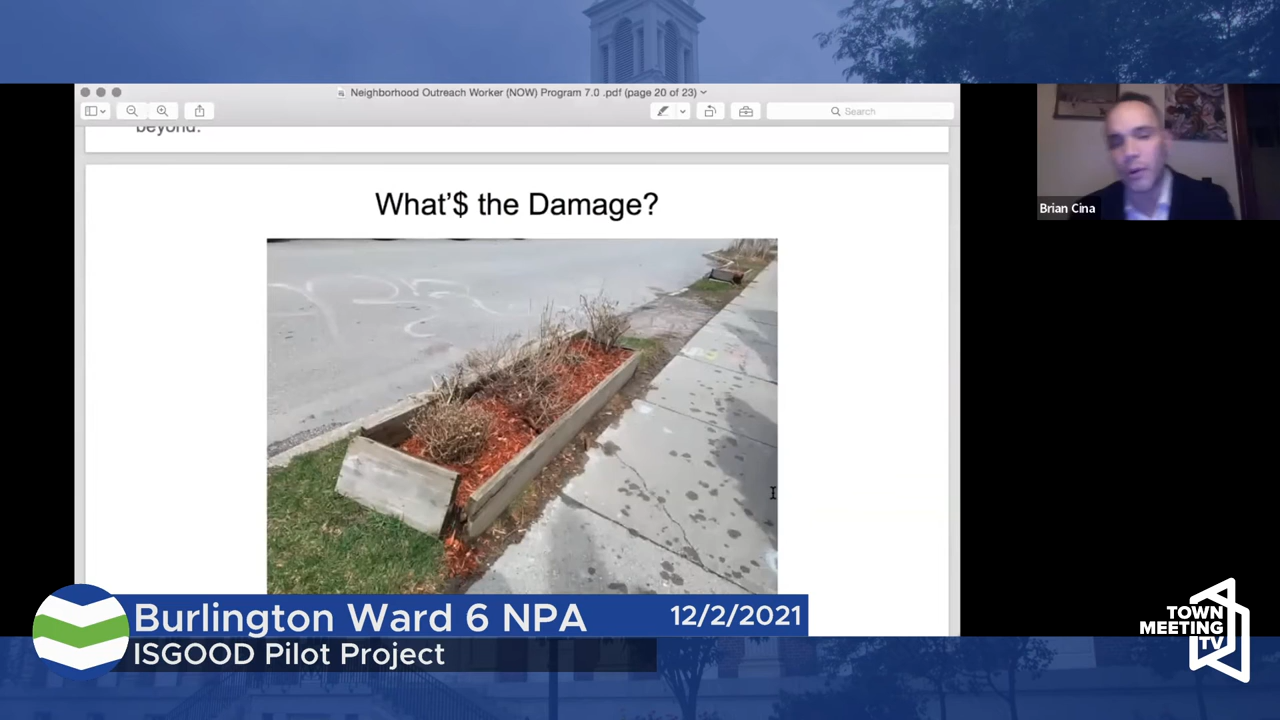 Neighborhood Outreach Worker (NOW) Program 7.0 .pdf (page 20 of 23)
Search
beyond.
What'$ the Damage?
Brian Cina
Burlington Ward 6 NPA
12/2/2021
ISGOOD Pilot Project
TOWN
MEETING
TV